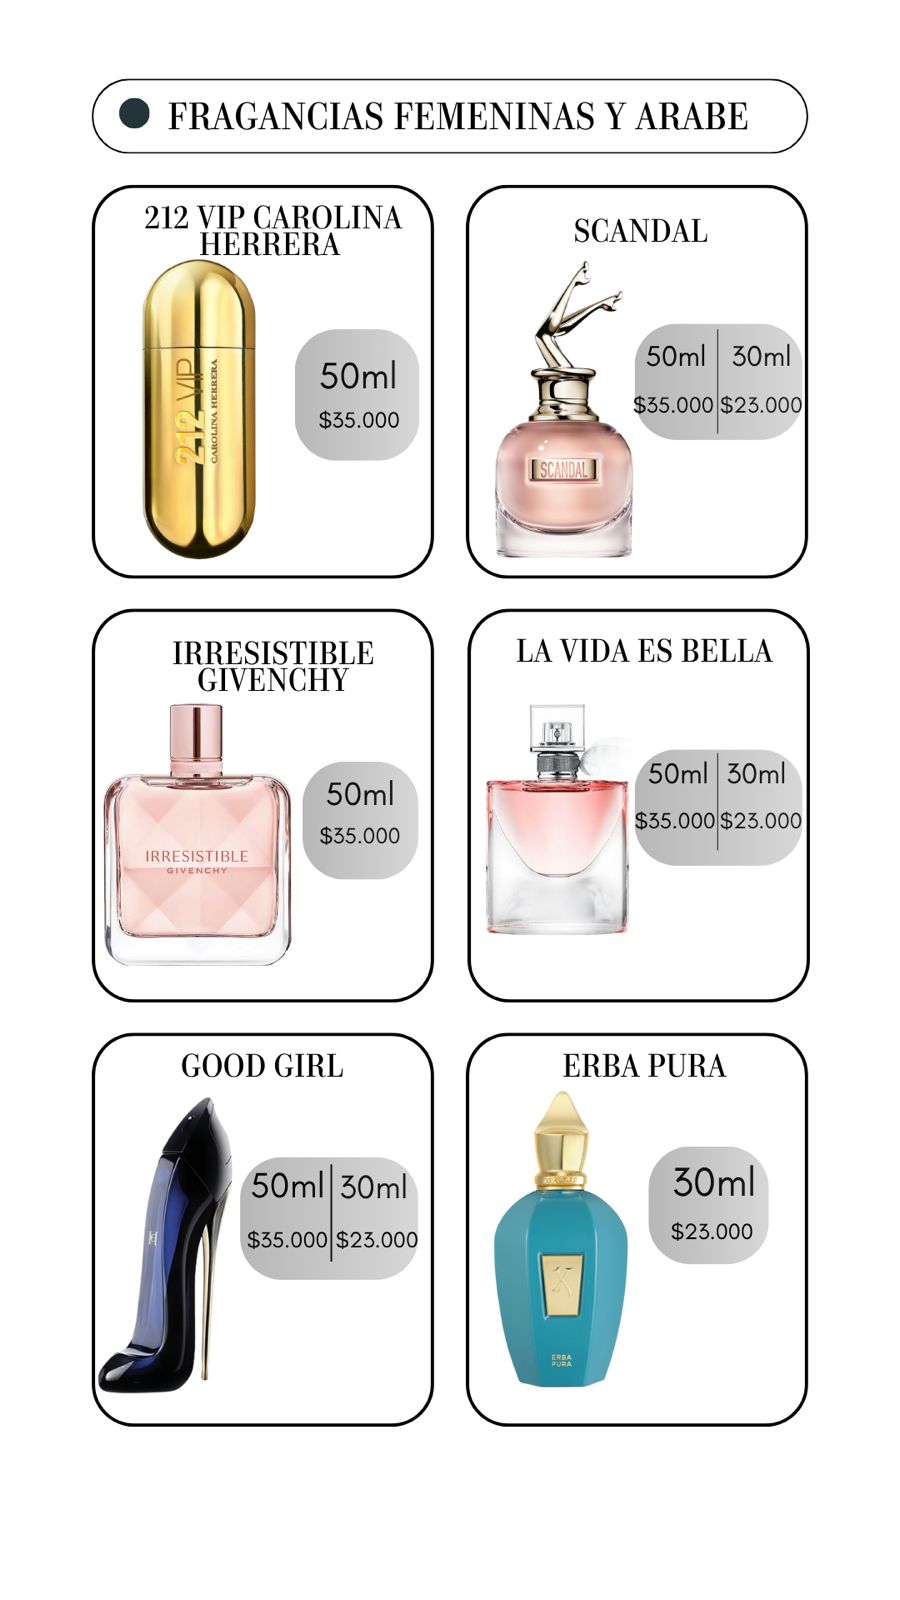 FRAGANCIAS FEMENINAS Y ARABE
212 VIP CAROLINA
HERRERA
212 VIP
CAROLINA HERRERA
50ml
$35.000
SCANDAL
SCANDAL
50ml 30ml
$35.000 $23.000
IRRESISTIBLE
GIVENCHY
IRRESISTIBLE
GIVENCHY
50ml
$35.000
LA VIDA ES BELLA
50ml 30ml
$35.000 $23.000
GOOD GIRL
50ml 30ml
$35.000 $23.000
ERBA PURA
X
ERBA
PURA
30ml
$23.000